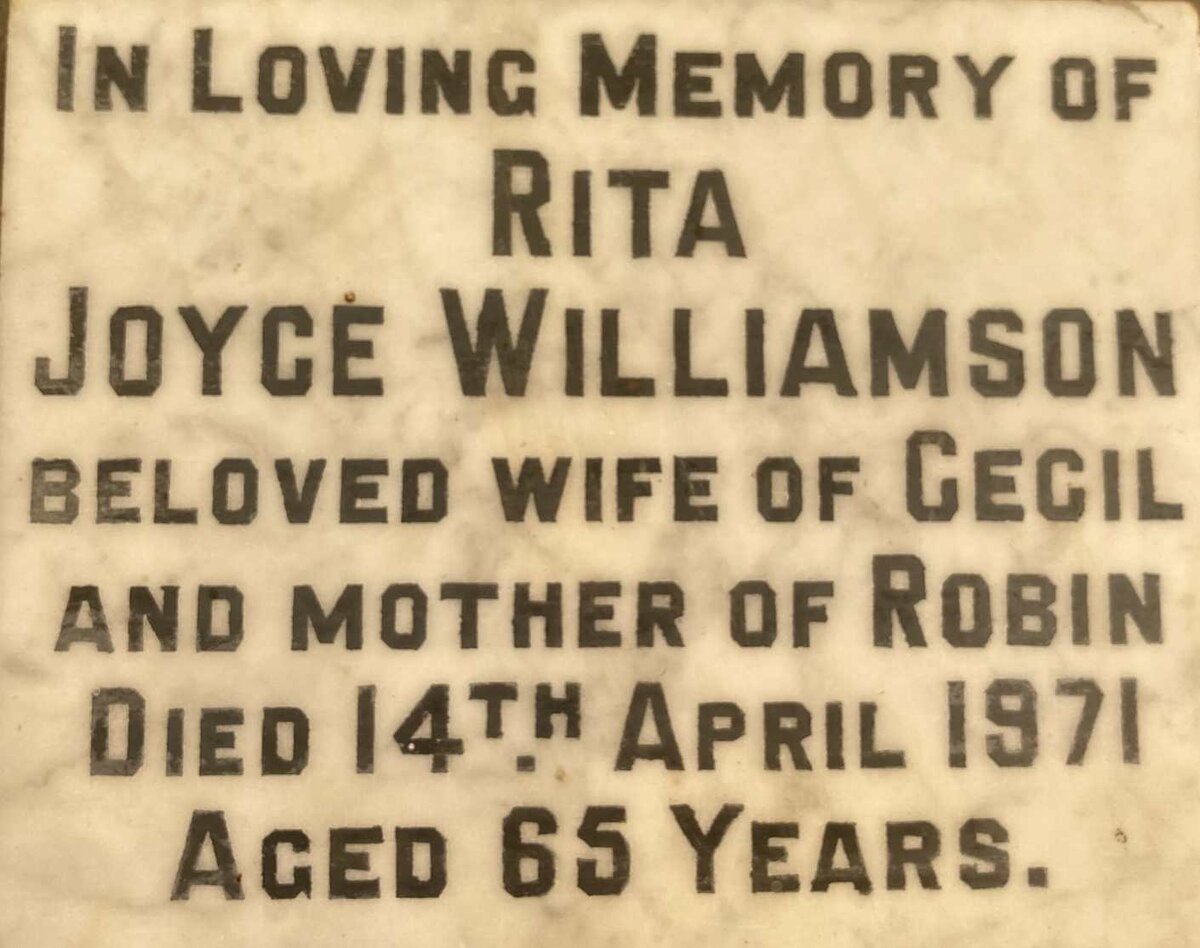 In Loving Memory of
Rita
Joyce Williamson
beloved wife of Cecil
and mother of Robin
Died 14th. April 1971
Aged 65 Years.